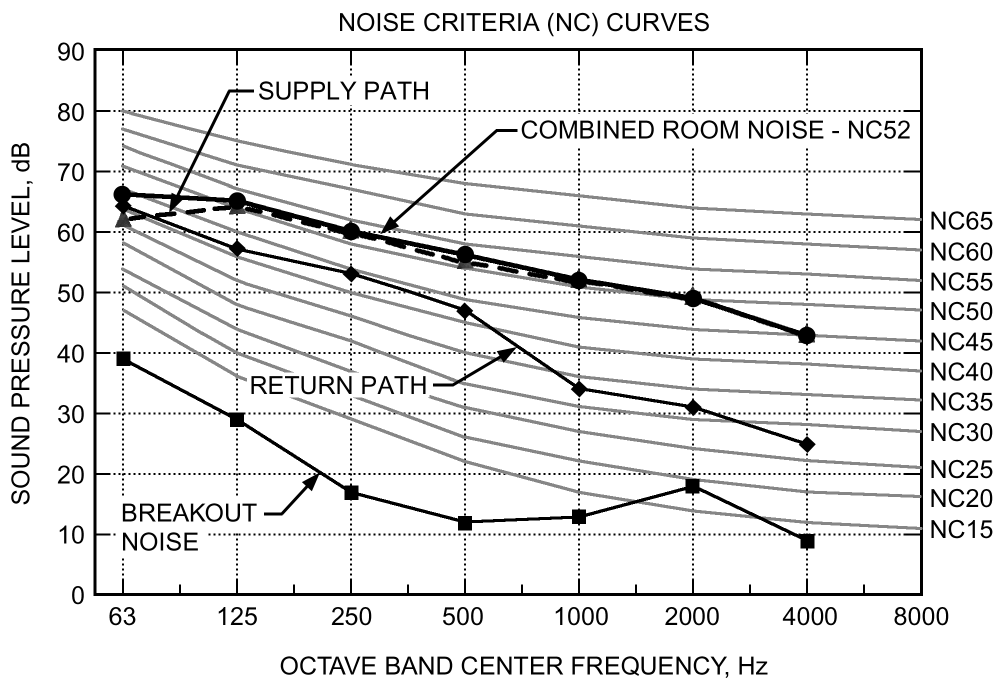 NOISE CRITERIA (NC) CURVES
90
80
70
60
50
40
30
20
10
0
SOUND PRESSURE LEVEL, dB
SUPPLY PATH
COMBINED ROOM NOISE - NC52
RETURN PATH
BREAKOUT
NOISE
NC65
NC60
NC55
NC50
NC45
NC40
NC35
NC30
NC25
NC20
NC15
63 125 250 500 1000 2000 4000 8000
OCTAVE BAND CENTER FREQUENCY, Hz